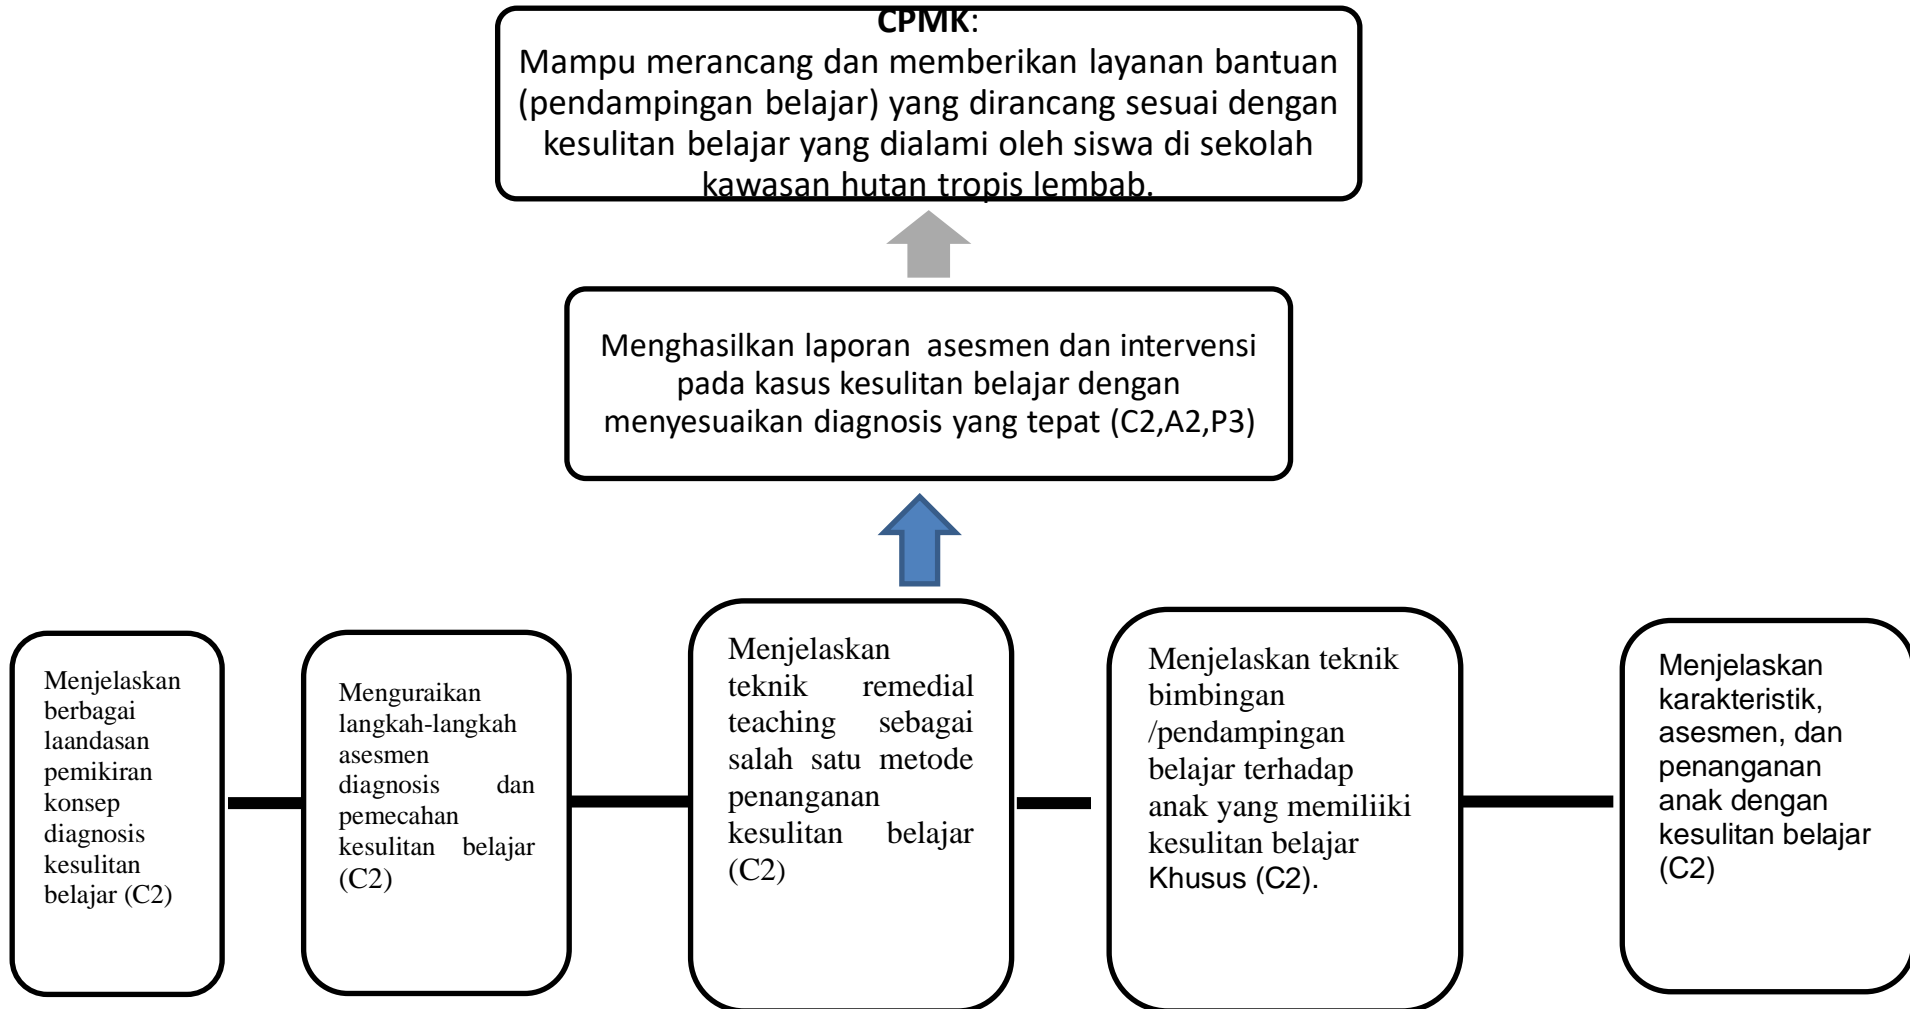 CPMK:
Mampu merancang dan memberikan layanan bantuan
(pendampingan belajar) yang dirancang sesuai dengan
kesulitan belajar yang dialami oleh siswa di sekolah
kawasan hutan tropis lembab.
Menghasilkan laporan asesmen dan intervensi
pada kasus kesulitan belajar dengan
menyesuaikan diagnosis yang tepat (C2,A2,P3)
Menjelaskan
berbagai
laandasan
pemikiran
konsep
diagnosis
kesulitan
belajar (C2)
Menguraikan
langkah-langkah
asesmen
diagnosis dan
pemecahan
kesulitan belajar
(C2)
Menjelaskan
teknik remedial
teaching sebagai
salah satu metode
penanganan
kesulitan belajar
(C2)
Menjelaskan teknik
bimbingan
/pendampingan
belajar terhadap
anak yang memiliiki
kesulitan belajar
Khusus (C2).
Menjelaskan
karakteristik,
asesmen, dan
penanganan
anak dengan
kesulitan belajar
(C2)